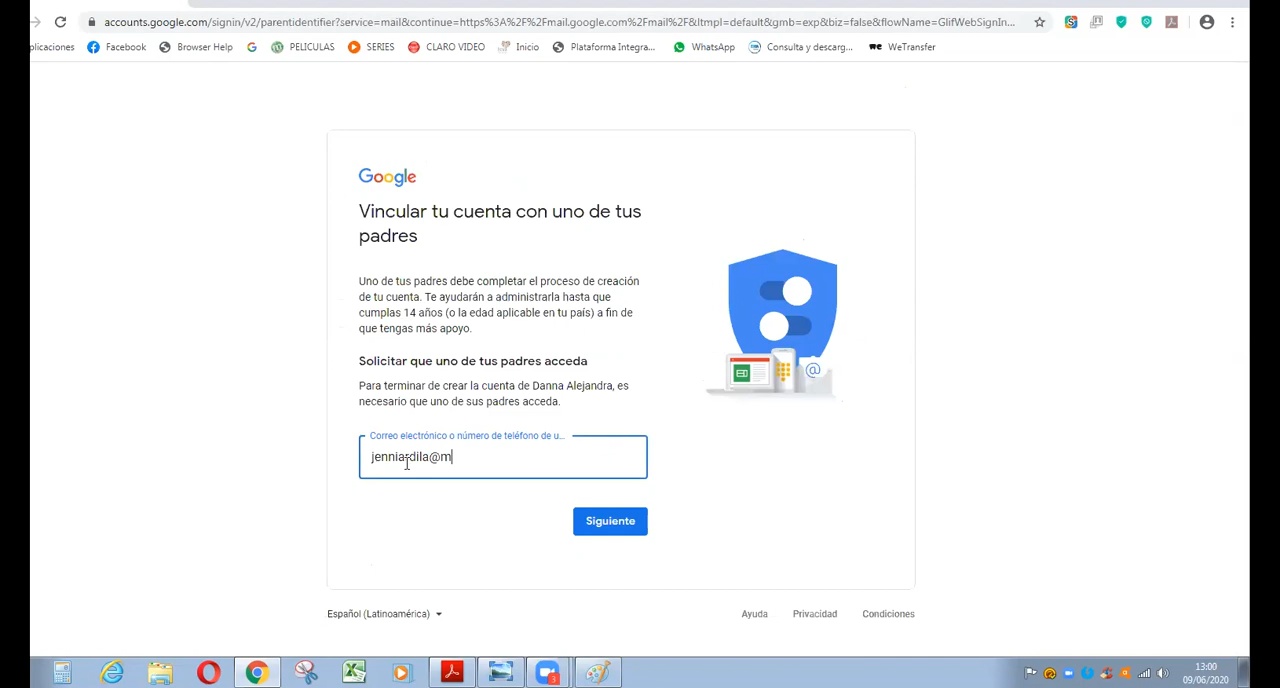 accounts.google.com/signin/v2/parentidentifier?service=mail&continue=https%3A%2F%2Fmail.google.com%2Fmail%2F&ltmpl=default&gmb=exp&biz=false&flowName=GlifWebSignIn...
plicaciones Facebook Browser Help PELICULAS SERIES CLARO VIDEO Inicio Plataforma Integra... WhatsApp Consulta y descarg... WeTransfer
Google
Vincular tu cuenta con uno de tus
padres
Uno de tus padres debe completar el proceso de creación
de tu cuenta. Te ayudarán a administrarla hasta que
cumplas 14 años (o la edad aplicable en tu país) a fin de
que tengas más apoyo.
Solicitar que uno de tus padres acceda
Para terminar de crear la cuenta de Danna Alejandra, es
necesario que uno de sus padres acceda.
Correo electrónico o número de teléfono de u...
jenniardila@m
Siguiente
Español (Latinoamérica) Ayuda Privacidad Condiciones
13:00
09/06/2020